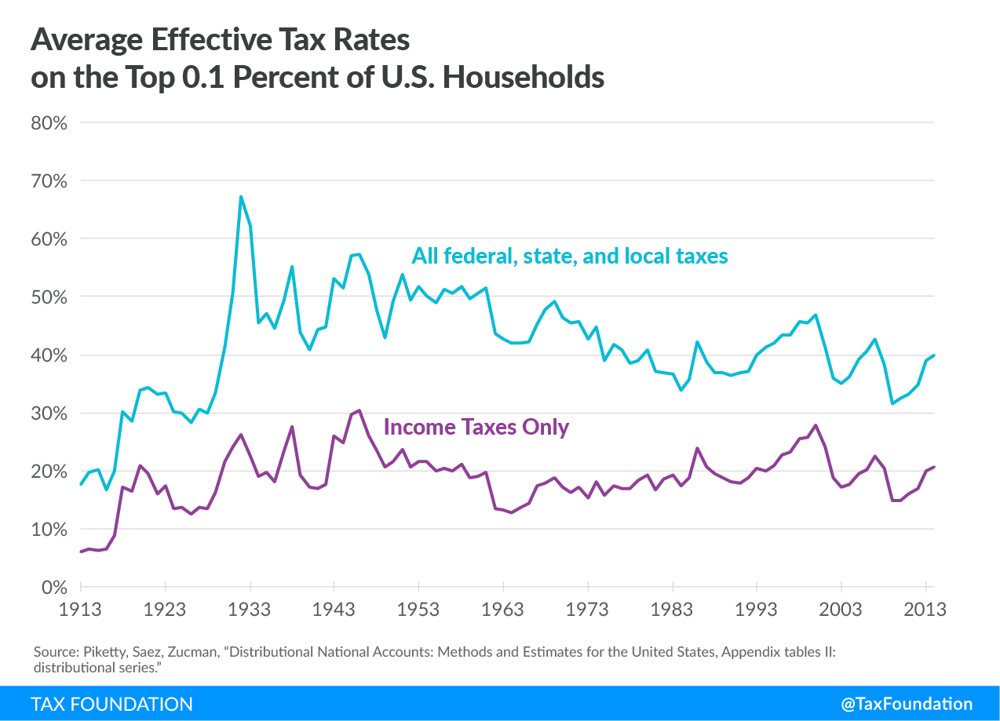 Average Effective Tax Rates
on the Top 0.1 Percent of U.S. Households
80%
70%
60%
All federal, state, and local taxes
50%
40%
30%
Income Taxes Only
20%
10%
0%
1913 1923 1933 1943 1953 1963 1973 1983 1993 2003 2013
Source: Piketty, Saez, Zucman, “Distributional National Accounts: Methods and Estimates for the United States, Appendix tables II:
distributional series.”
TAX FOUNDATION @TaxFoundation